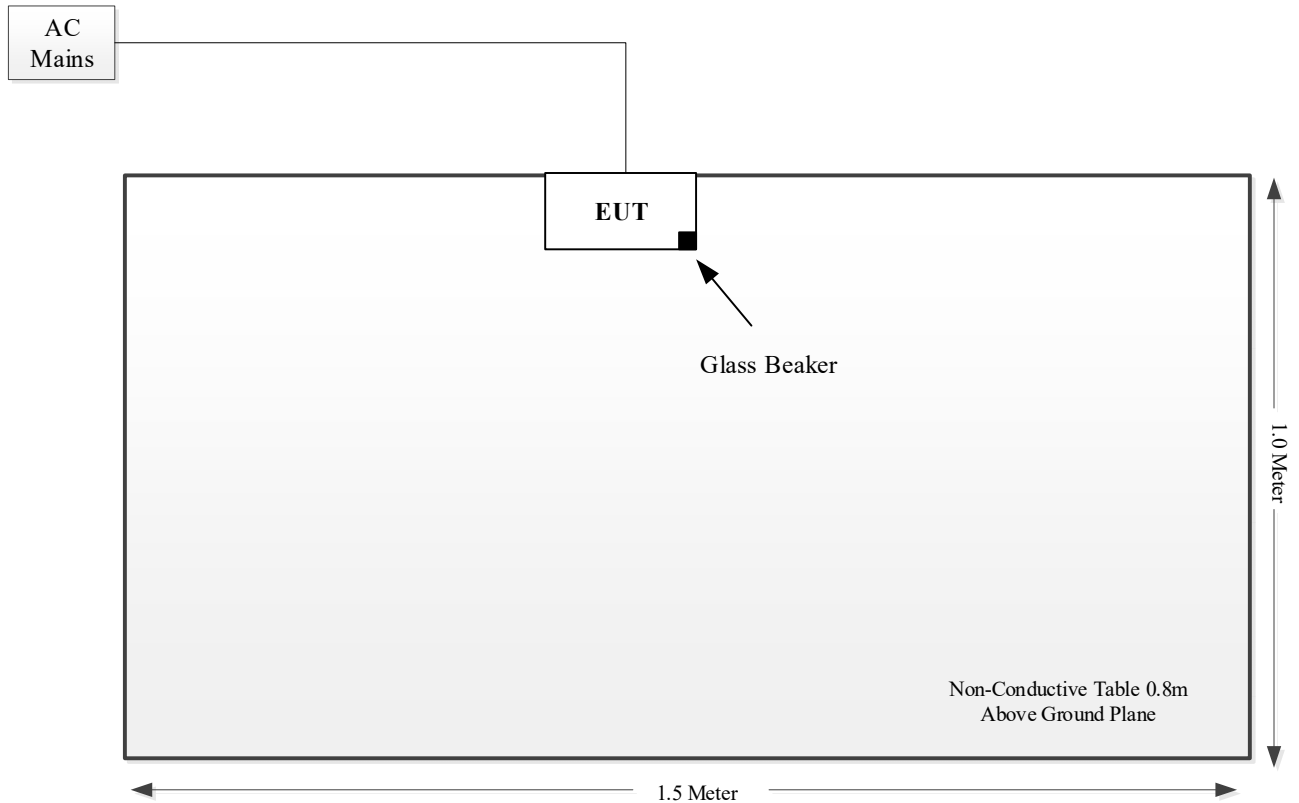 AC
Mains
EUT
Glass Beaker
1.0 Meter
Non-Conductive Table 0.8m
Above Ground Plane
1.5 Meter